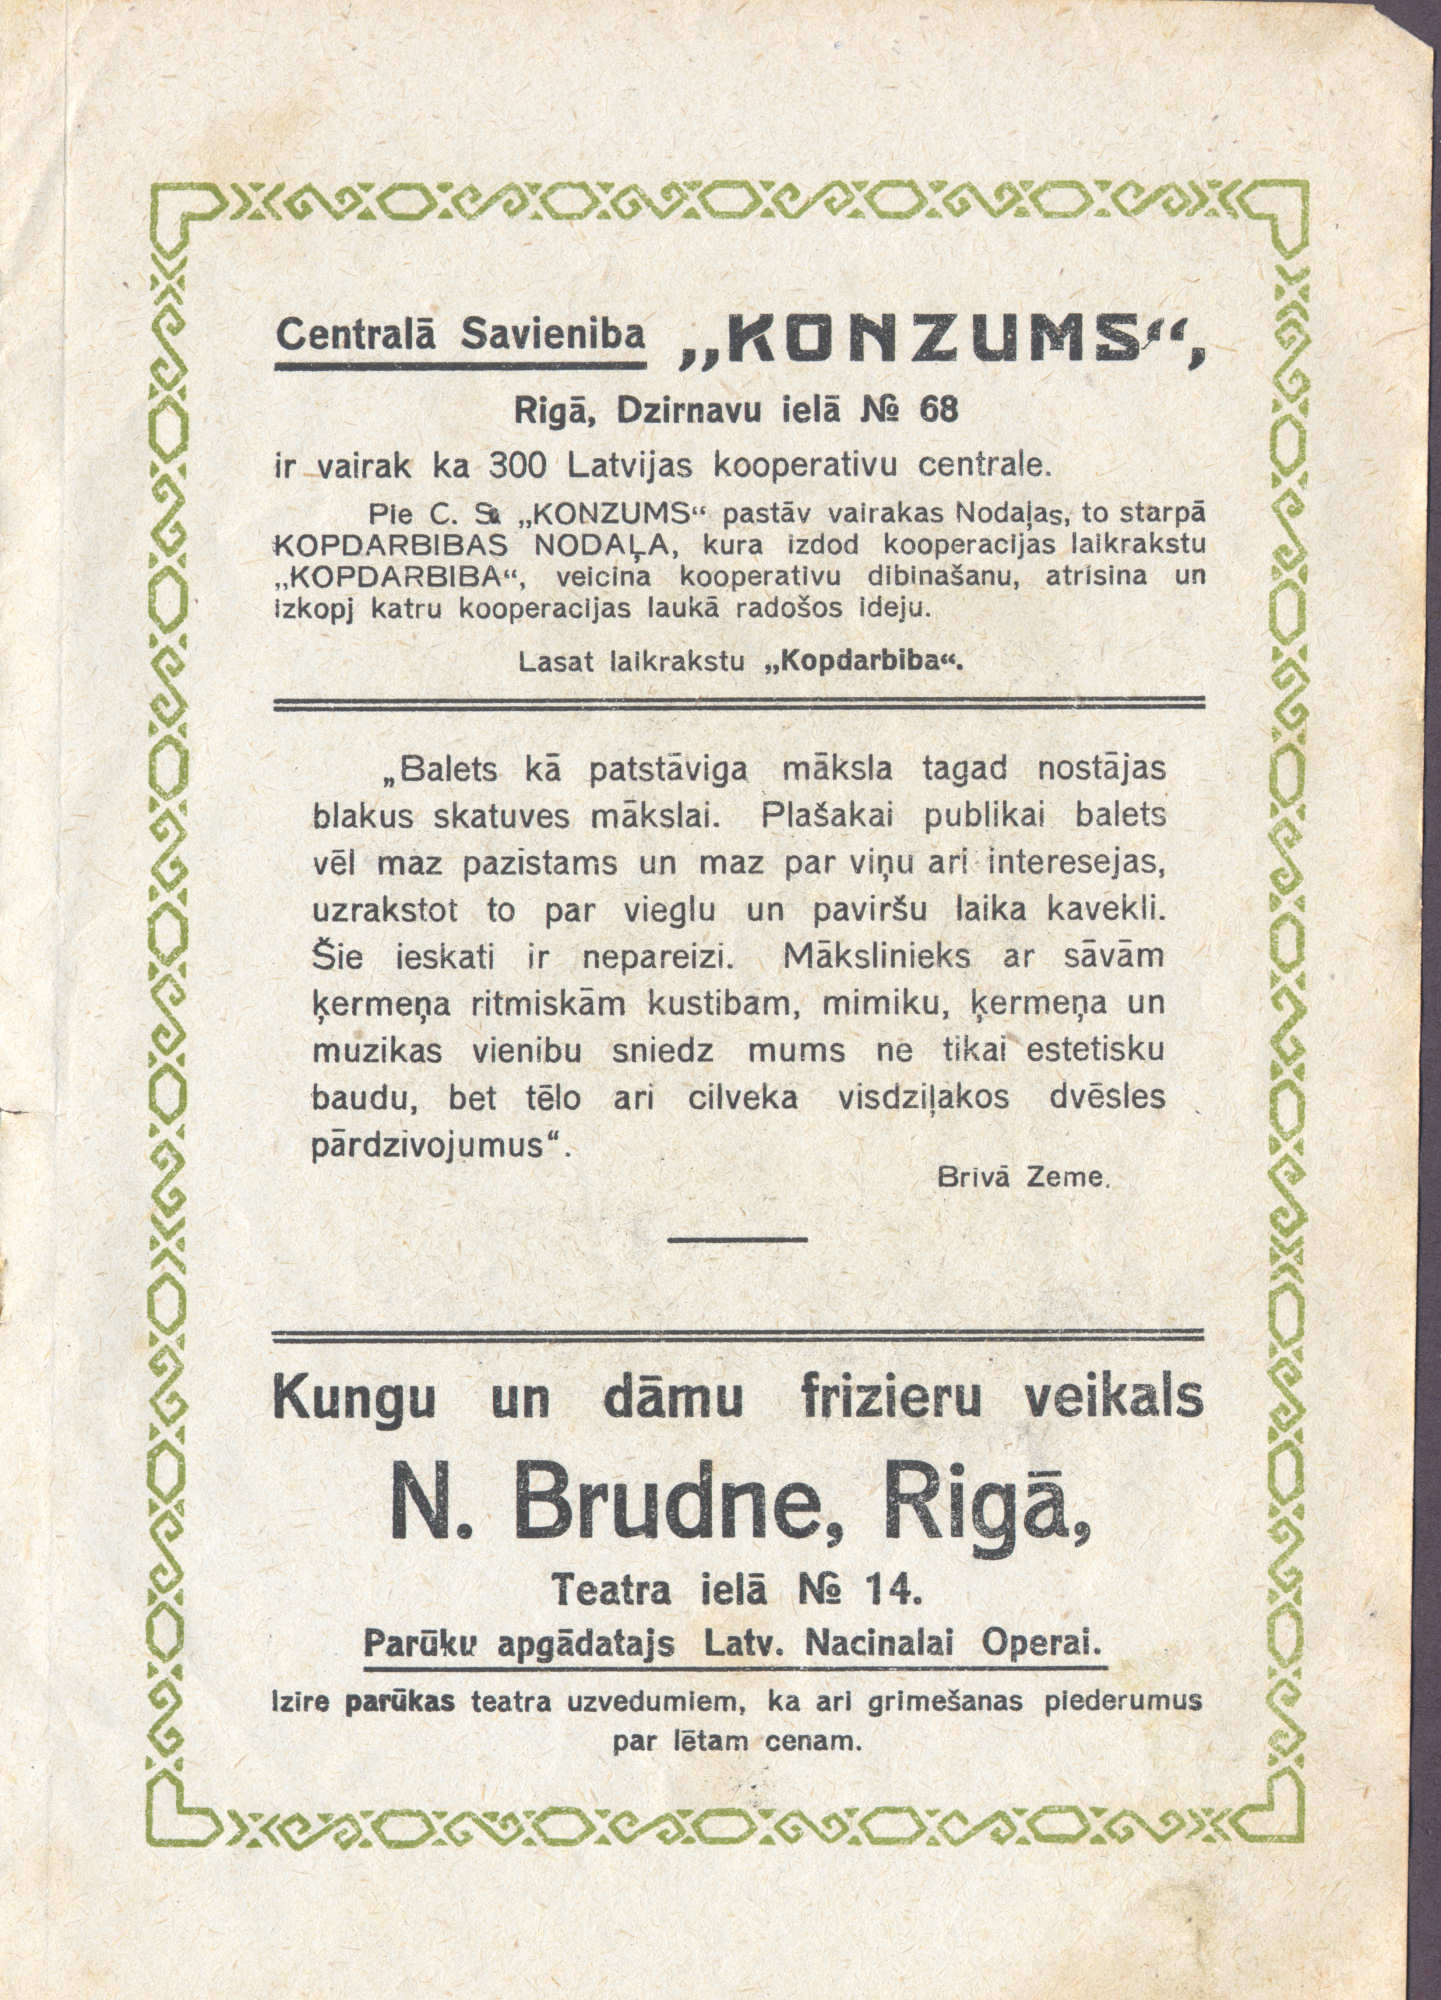 Centralā Savieniba „KONZUMS“,
Rigā, Dzirnavu ielā № 68
ir vairak ka 300 Latvijas kooperativu centrale.
Pie C. S. „KONZUMS“ pastāv vairakas Nodaļas, to starpā
KOPDARBIBAS NODAĻA, kura izdod kooperacijas laikrakstu
„KOPDARBIBA“, veicina kooperativu dibinašanu, atrisina un
izkopj katru kooperacijas laukā radošos ideju.
Lasat laikrakstu „Kopdarbiba“.
„Balets kā patstāviga māksla tagad nostājas
blakus skatuves mākslai. Plašakai publikai balets
vēl maz pazistams un maz par viņu ari interesejas,
uzrakstot to par vieglu un paviršu laika kavekli.
Šie ieskati ir nepareizi. Mākslinieks ar sāvām
ķermeņa ritmiskām kustibam, mimiku, ķermeņa un
muzikas vienibu sniedz mums ne tikai estetisku
baudu, bet tēlo ari cilveka visdziļakos dvēsles
pārdzivojumus“.
Brivā Zeme.
Kungu un dāmu frizieru veikals
N. Brudne, Rigā,
Teatra ielā № 14.
Parūku apgādatajs Latv. Nacinalai Operai.
Izire parūkas teatra uzvedumiem, ka ari grimešanas piederumus
par lētam cenam.